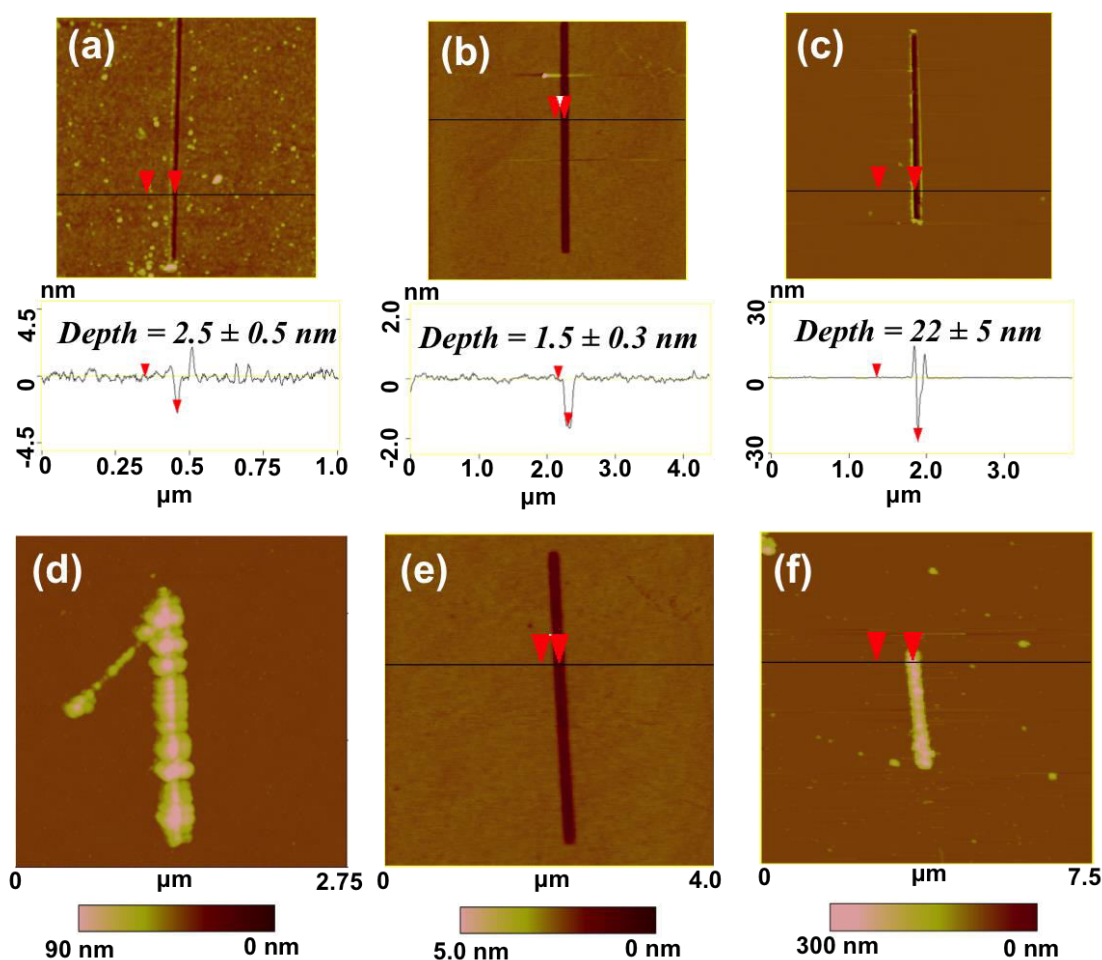 (a)
(b)
(c)
nm
4.5
0
-4.5
Depth = 2.5 ± 0.5 nm
0
0.25
0.5
0.75
1.0
µm
nm
2.0
0
-2.0
Depth = 1.5 ± 0.3 nm
0
1.0
2.0
3.0
4.0
µm
nm
30
0
-30
Depth = 22 ± 5 nm
0
1.0
2.0
3.0
µm
(d)
(e)
(f)
0 µm 2.75
0 µm 4.0
0 µm 7.5
90 nm 0 nm
5.0 nm 0 nm
300 nm 0 nm